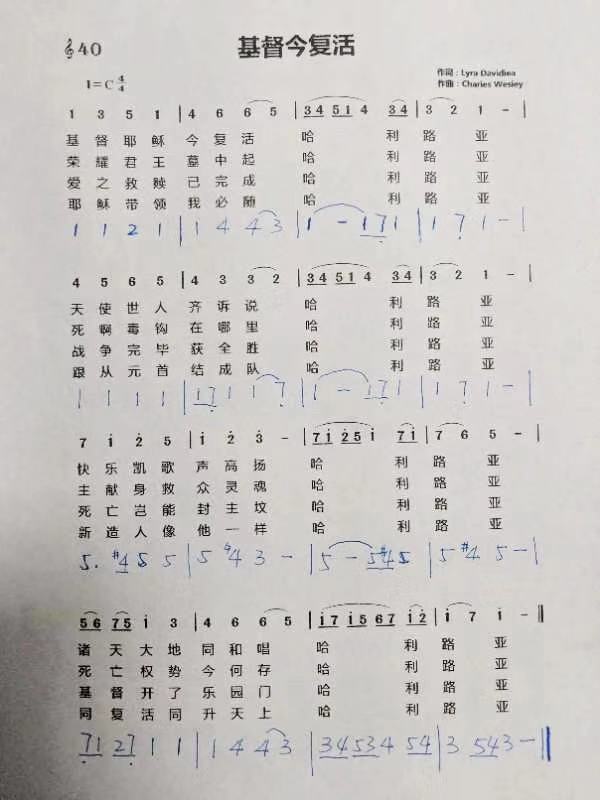 40
基督今复活
1=C 4/4
作词：Lyra Davidiea
作曲：Charles Wesley
1 3 5 1 | 4 6 6 5 | 3 4 5 1 4 3 4 | 3 2 1 – |
基督耶稣 今复活 哈 利路亚
荣耀君王 墓中起 哈 利路亚
爱之救赎 已完成 哈 利路亚
耶稣带领 我必随 哈 利路亚
1 1 2 1 | 1 4 4 3 | 1 – 1 7 1 | 1 7 1 – |
4 5 6 5 | 4 3 3 2 | 3 4 5 1 4 3 4 | 3 2 1 – |
天使世人 齐诉说 哈 利路亚
死啊毒钩 在哪里 哈 利路亚
战争完毕 获全胜 哈 利路亚
跟从元首 结成队 哈 利路亚
1 1 1 1 | 1 7 1 1 7 | 1 – 1 7 1 | 1 7 1 – |
7 1 2 5 | 1 2 3 – | 7 1 2 5 1 7 1 | 7 6 5 – |
快乐凯歌 声高扬 哈 利路亚
主献身救 众灵魂 哈 利路亚
死亡岂能 封主坟 哈 利路亚
新造人像 他一样 哈 利路亚
5. #4 5 5 | 5 #4 3 – | 5 – 5 #4 5 | 5 #4 5 – |
5 6 7 5 1 3 | 4 6 6 5 | 1 7 1 5 6 7 1 2 | 1 7 1 – ‖
诸天大地 同和唱 哈 利路亚
死亡权势 今何存 哈 利路亚
基督开了 乐园门 哈 利路亚
同复活同 升天上 哈 利路亚
7 1 2 7 1 1 | 1 4 4 3 | 3 4 5 3 4 5 4 | 3 5 4 3 – ‖